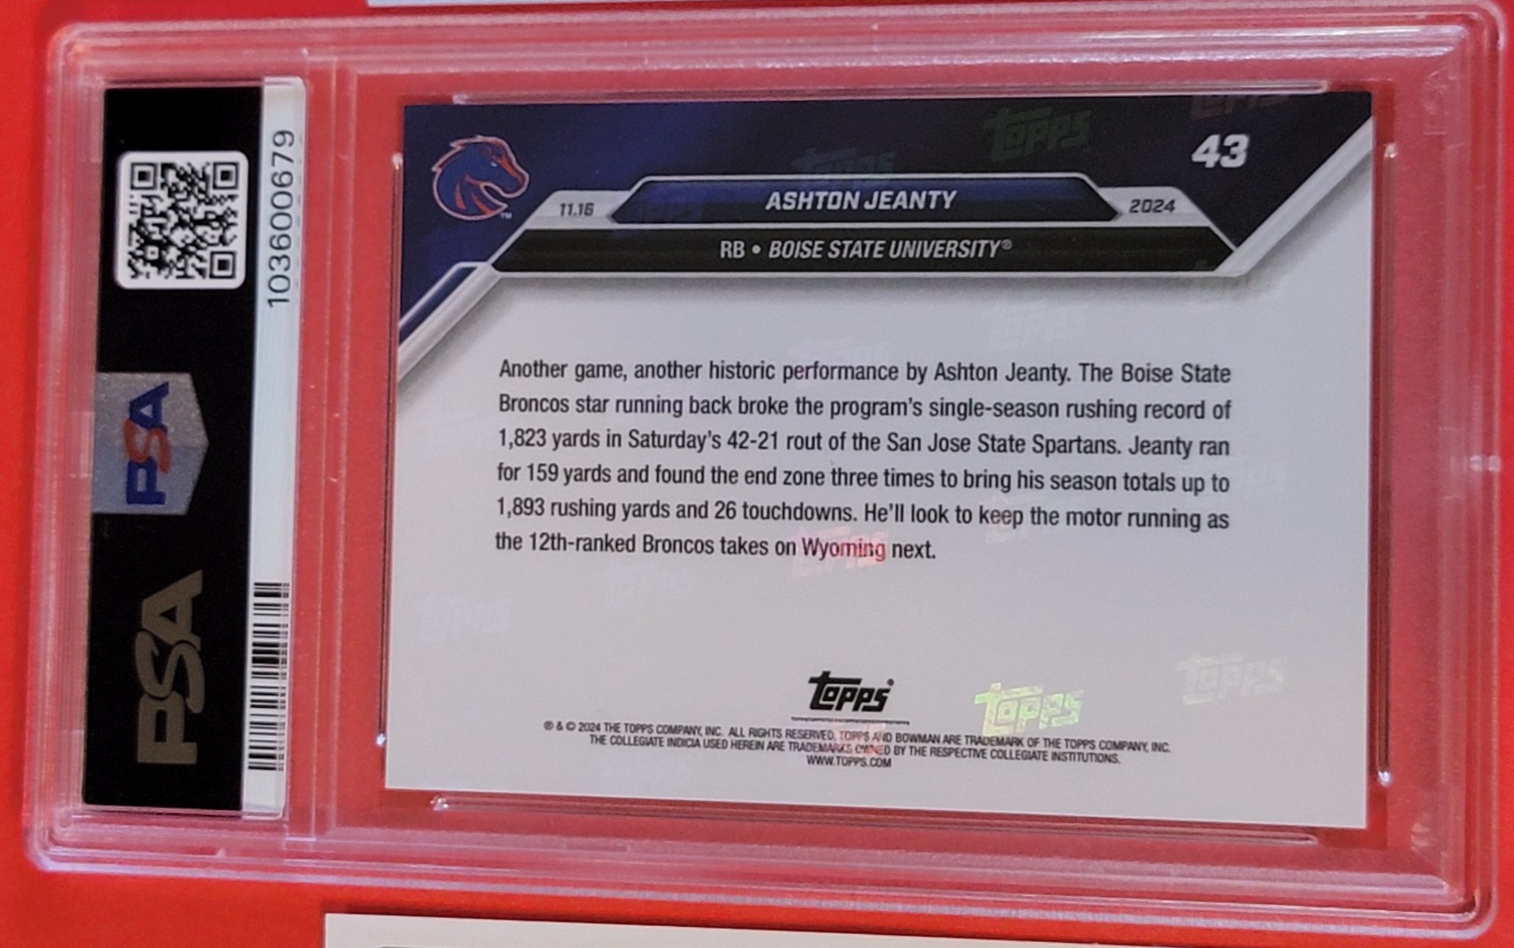 103600679
PSA
PSA
43
11.16
ASHTON JEANTY
2024
RB • BOISE STATE UNIVERSITY®
Another game, another historic performance by Ashton Jeanty. The Boise State
Broncos star running back broke the program's single-season rushing record of
1,823 yards in Saturday's 42-21 rout of the San Jose State Spartans. Jeanty ran
for 159 yards and found the end zone three times to bring his season totals up to
1,893 rushing yards and 26 touchdowns. He'll look to keep the motor running as
the 12th-ranked Broncos takes on Wyoming next.
Topps®
® & © 2024 THE TOPPS COMPANY, INC. ALL RIGHTS RESERVED. TOPPS AND BOWMAN ARE TRADEMARK OF THE TOPPS COMPANY, INC.
THE COLLEGIATE INDICIA USED HEREIN ARE TRADEMARKS OWNED BY THE RESPECTIVE COLLEGIATE INSTITUTIONS.
WWW.TOPPS.COM
Topps
Topps
Topps